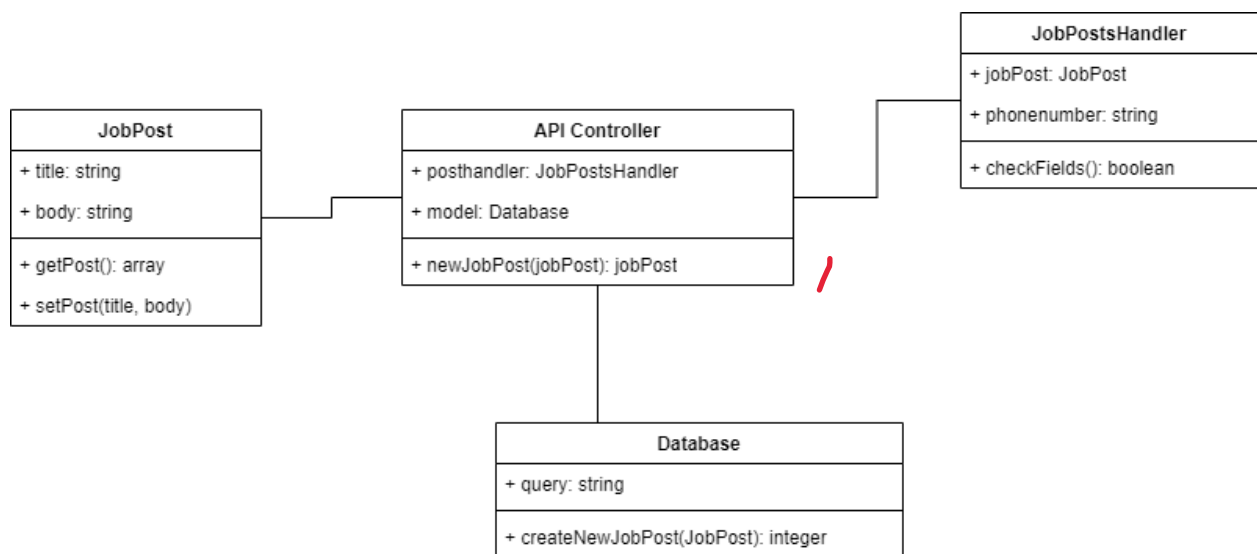 JobPostsHandler
+ jobPost: JobPost
+ phonenumber: string
+ checkFields(): boolean
JobPost
+ title: string
+ body: string
+ getPost(): array
+ setPost(title, body)
API Controller
+ posthandler: JobPostsHandler
+ model: Database
+ newJobPost(jobPost): jobPost
Database
+ query: string
+ createNewJobPost(JobPost): integer